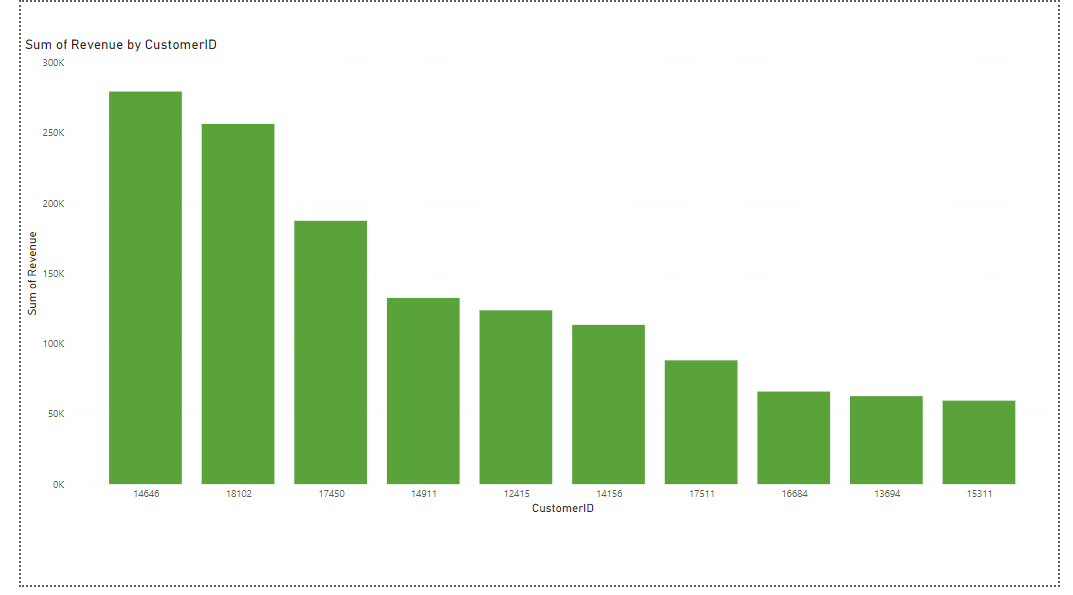 Sum of Revenue by CustomerID
300K
250K
200K
150K
100K
50K
0K
Sum of Revenue
14646 18102 17450 14911 12415 14156 17511 16684 13694 15311
CustomerID